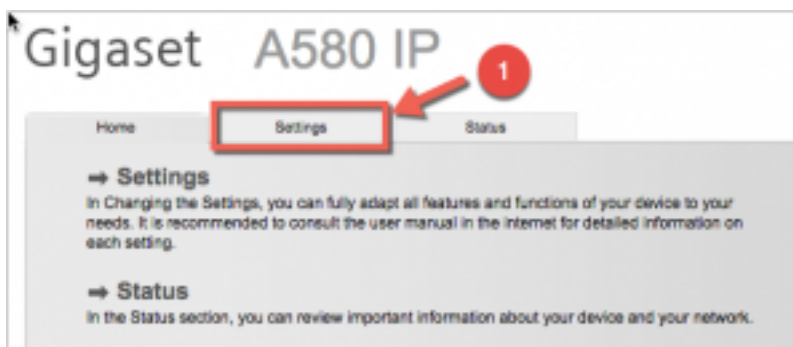 Gigaset A580 IP
1
Home Settings Status
➡ Settings
In Changing the Settings, you can fully adapt all features and functions of your device to your
needs. It is recommended to consult the user manual in the Internet for detailed information on
each setting.
➡ Status
In the Status section, you can review important information about your device and your network.